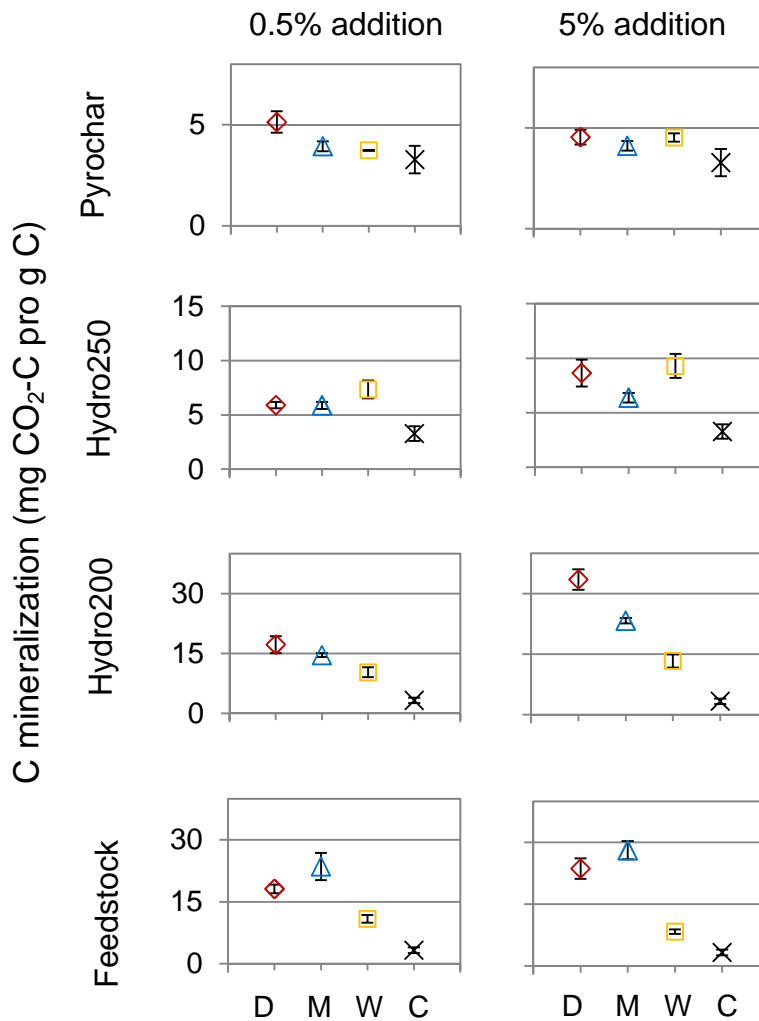 0.5% addition
5% addition
C mineralization (mg CO₂-C pro g C)
Pyrochar
5
0
Hydro250
15
10
5
0
Hydro200
30
15
0
Feedstock
30
15
0
D M W C
D M W C